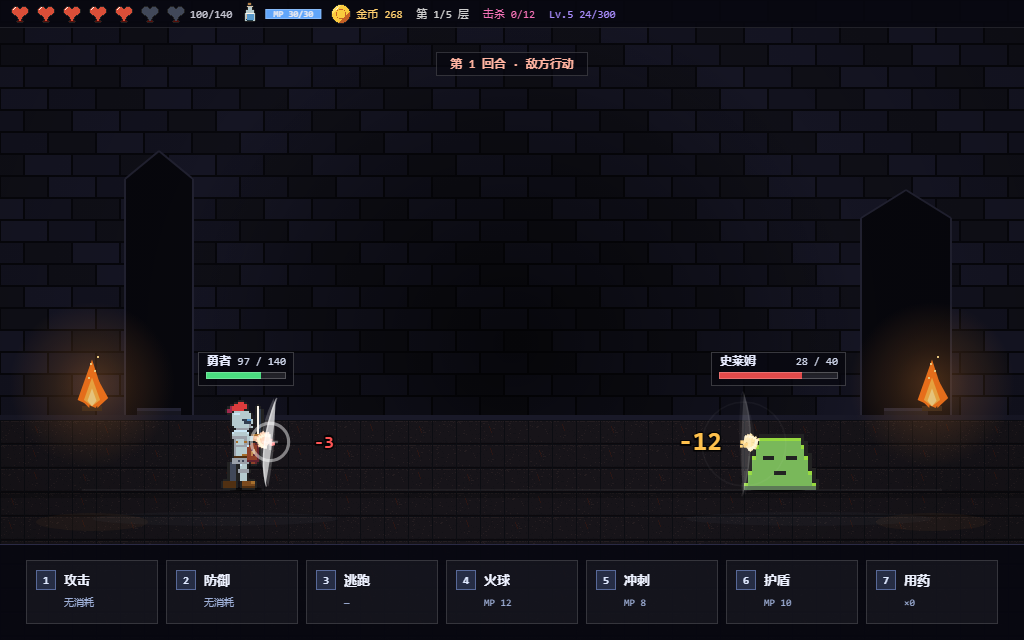 100/140 MP 30/30 金币 268 第 1/5 层 击杀 0/12 Lv.5 24/300
第 1 回合 · 敌方行动
勇者 97 / 140
史莱姆 28 / 40
-3
-12
1 攻击
无消耗
2 防御
无消耗
3 逃跑
—
4 火球
MP 12
5 冲刺
MP 8
6 护盾
MP 10
7 用药
×0